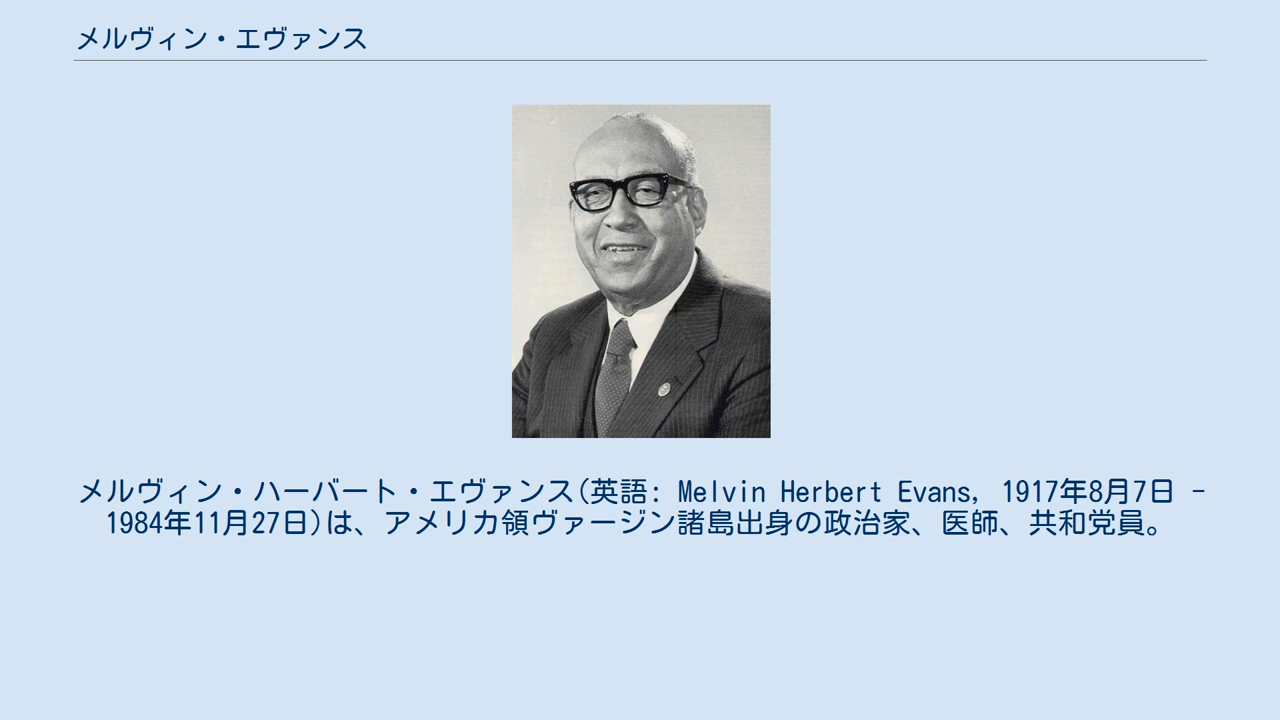 メルヴィン・エヴァンス
メルヴィン・ハーバート・エヴァンス(英語: Melvin Herbert Evans, 1917年8月7日 -
1984年11月27日)は、アメリカ領ヴァージン諸島出身の政治家、医師、共和党員。